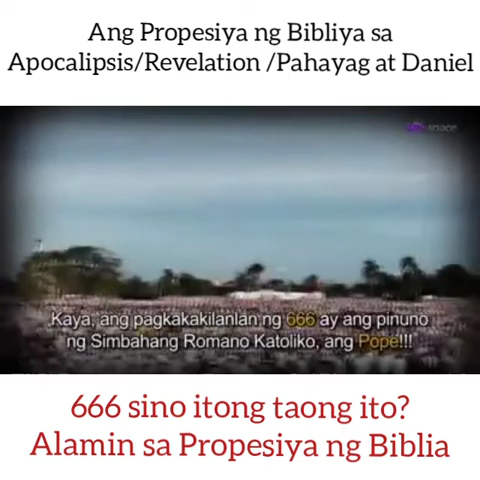 Ang Propesiya ng Bibliya sa
Apocalipsis/Revelation /Pahayag at Daniel
space
Kaya, ang pagkakakilanlan ng 666 ay ang pinuno
ng Simbahang Romano Katoliko, ang Pope!!!
666 sino itong taong ito?
Alamin sa Propesiya ng Biblia